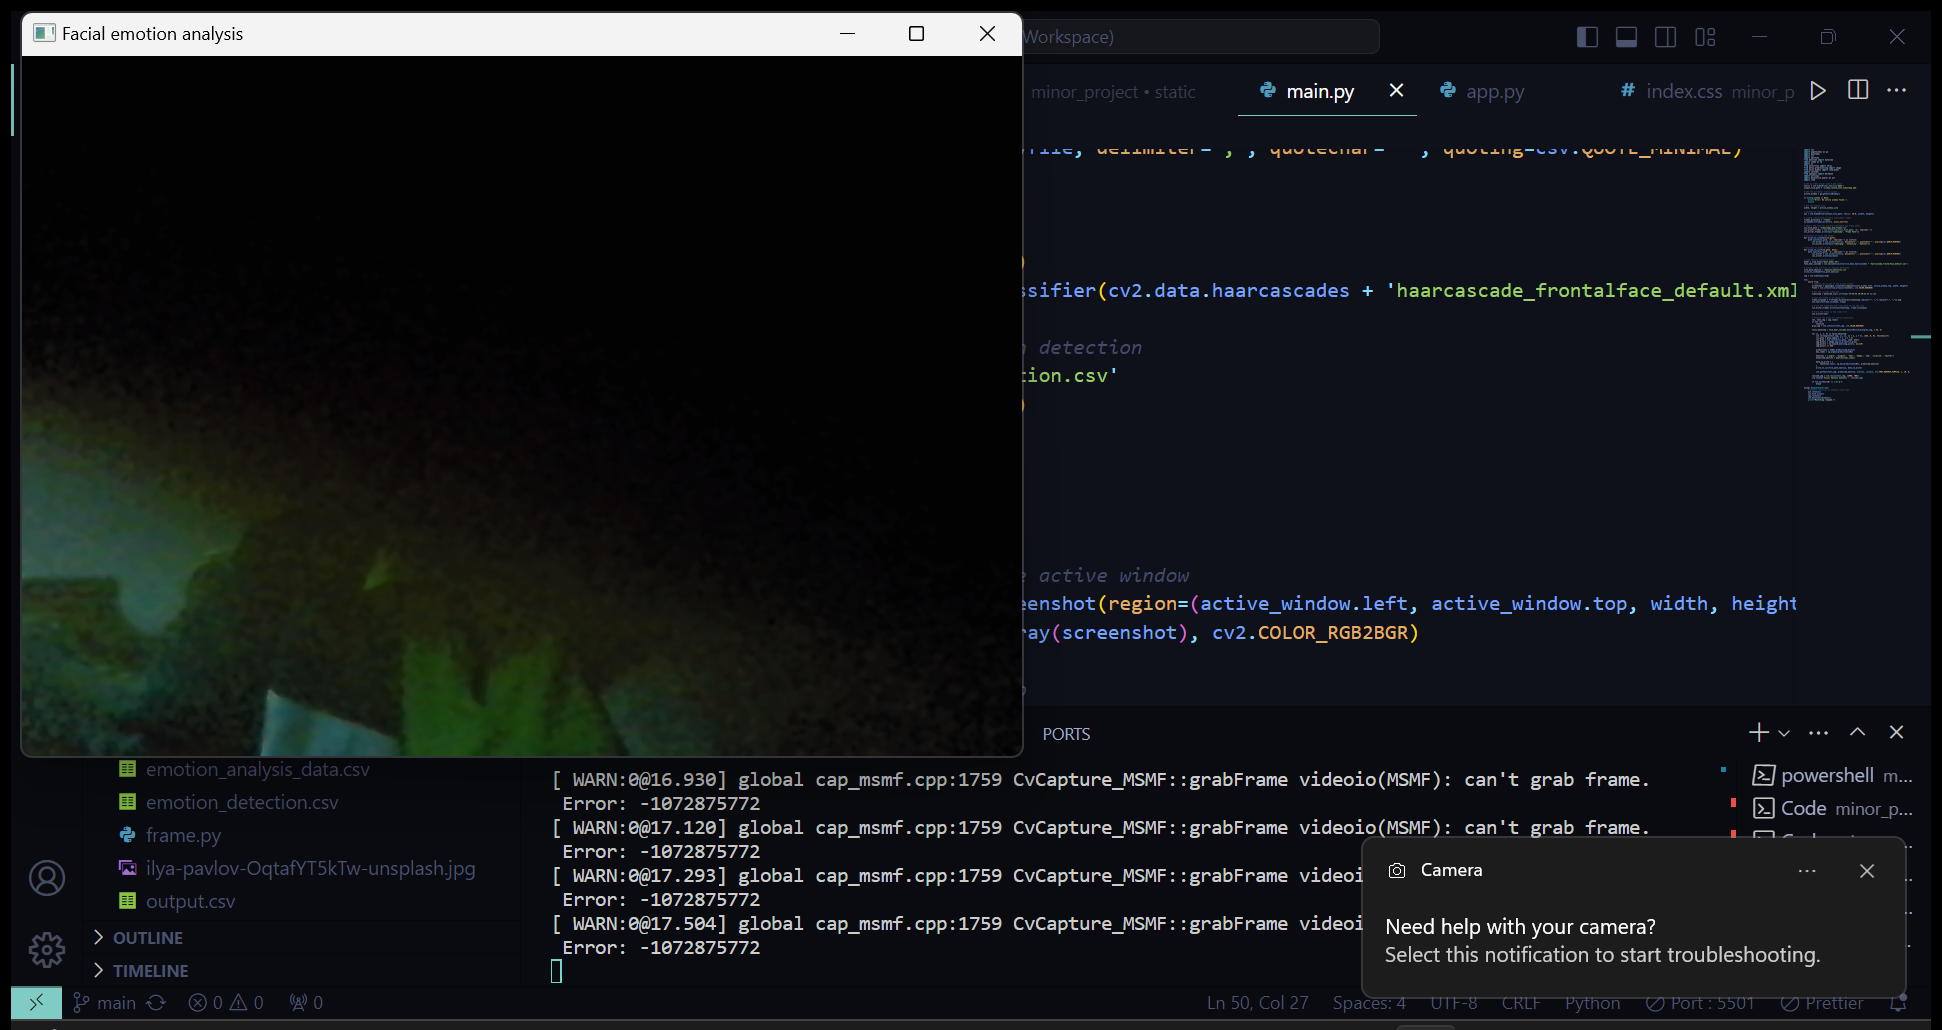 Facial emotion analysis
Workspace)
minor_project • static
main.py
app.py
# index.css minor_p
file, delimiter=',', quotechar='"', quoting=csv.QUOTE_MINIMAL)
)
ssifier(cv2.data.haarcascades + 'haarcascade_frontalface_default.xml
detection
tion.csv'
)
e active window
eenshot(region=(active_window.left, active_window.top, width, height
ray(screenshot), cv2.COLOR_RGB2BGR)
PORTS
emotion_analysis_data.csv
emotion_detection.csv
frame.py
ilya-pavlov-OqtafYT5kTw-unsplash.jpg
output.csv
OUTLINE
TIMELINE
[ WARN:0@16.930] global cap_msmf.cpp:1759 CvCapture_MSMF::grabFrame videoio(MSMF): can't grab frame.
Error: -1072875772
[ WARN:0@17.120] global cap_msmf.cpp:1759 CvCapture_MSMF::grabFrame videoio(MSMF): can't grab frame.
Error: -1072875772
[ WARN:0@17.293] global cap_msmf.cpp:1759 CvCapture_MSMF::grabFrame videoi
Error: -1072875772
[ WARN:0@17.504] global cap_msmf.cpp:1759 CvCapture_MSMF::grabFrame videoi
Error: -1072875772
powershell m...
Code minor_p...
Camera
Need help with your camera?
Select this notification to start troubleshooting.
main
0
0
0
Ln 50, Col 27
Spaces: 4
UTF-8
CRLF
Python
Port : 5501
Prettier